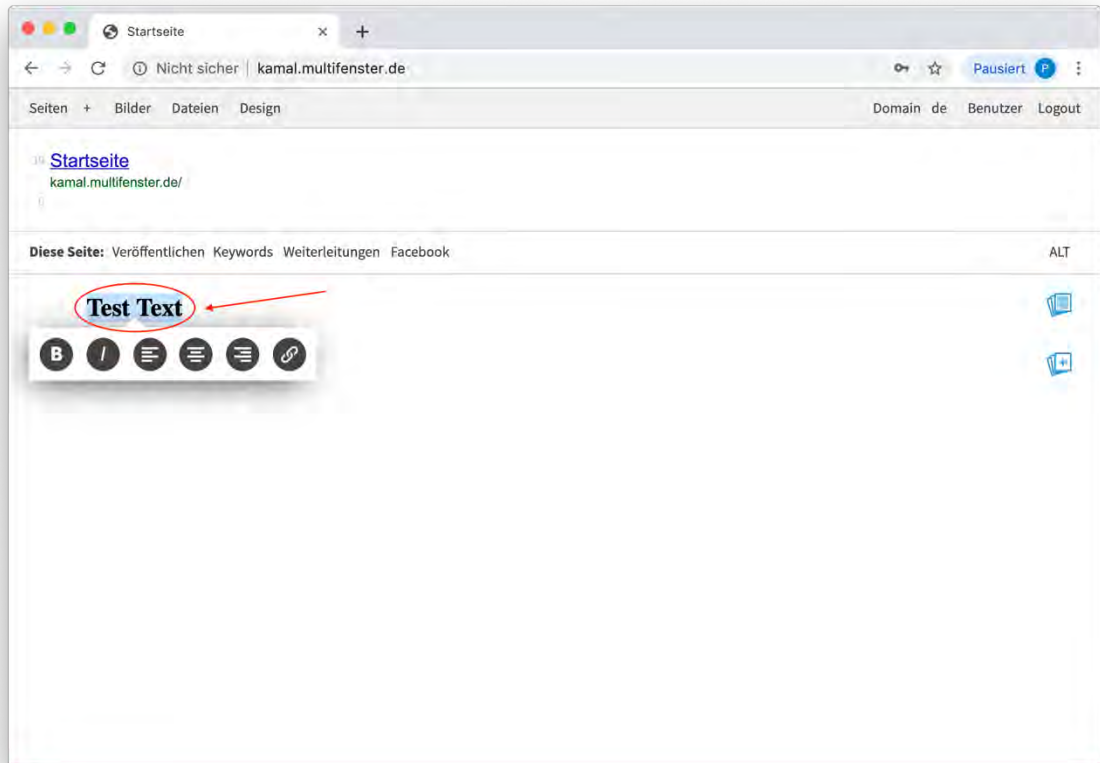 Startseite
Nicht sicher kamal.multifenster.de Pausiert P
Seiten + Bilder Dateien Design Domain de Benutzer Logout
Startseite
kamal.multifenster.de/
Diese Seite: Veröffentlichen Keywords Weiterleitungen Facebook ALT
Test Text
B I